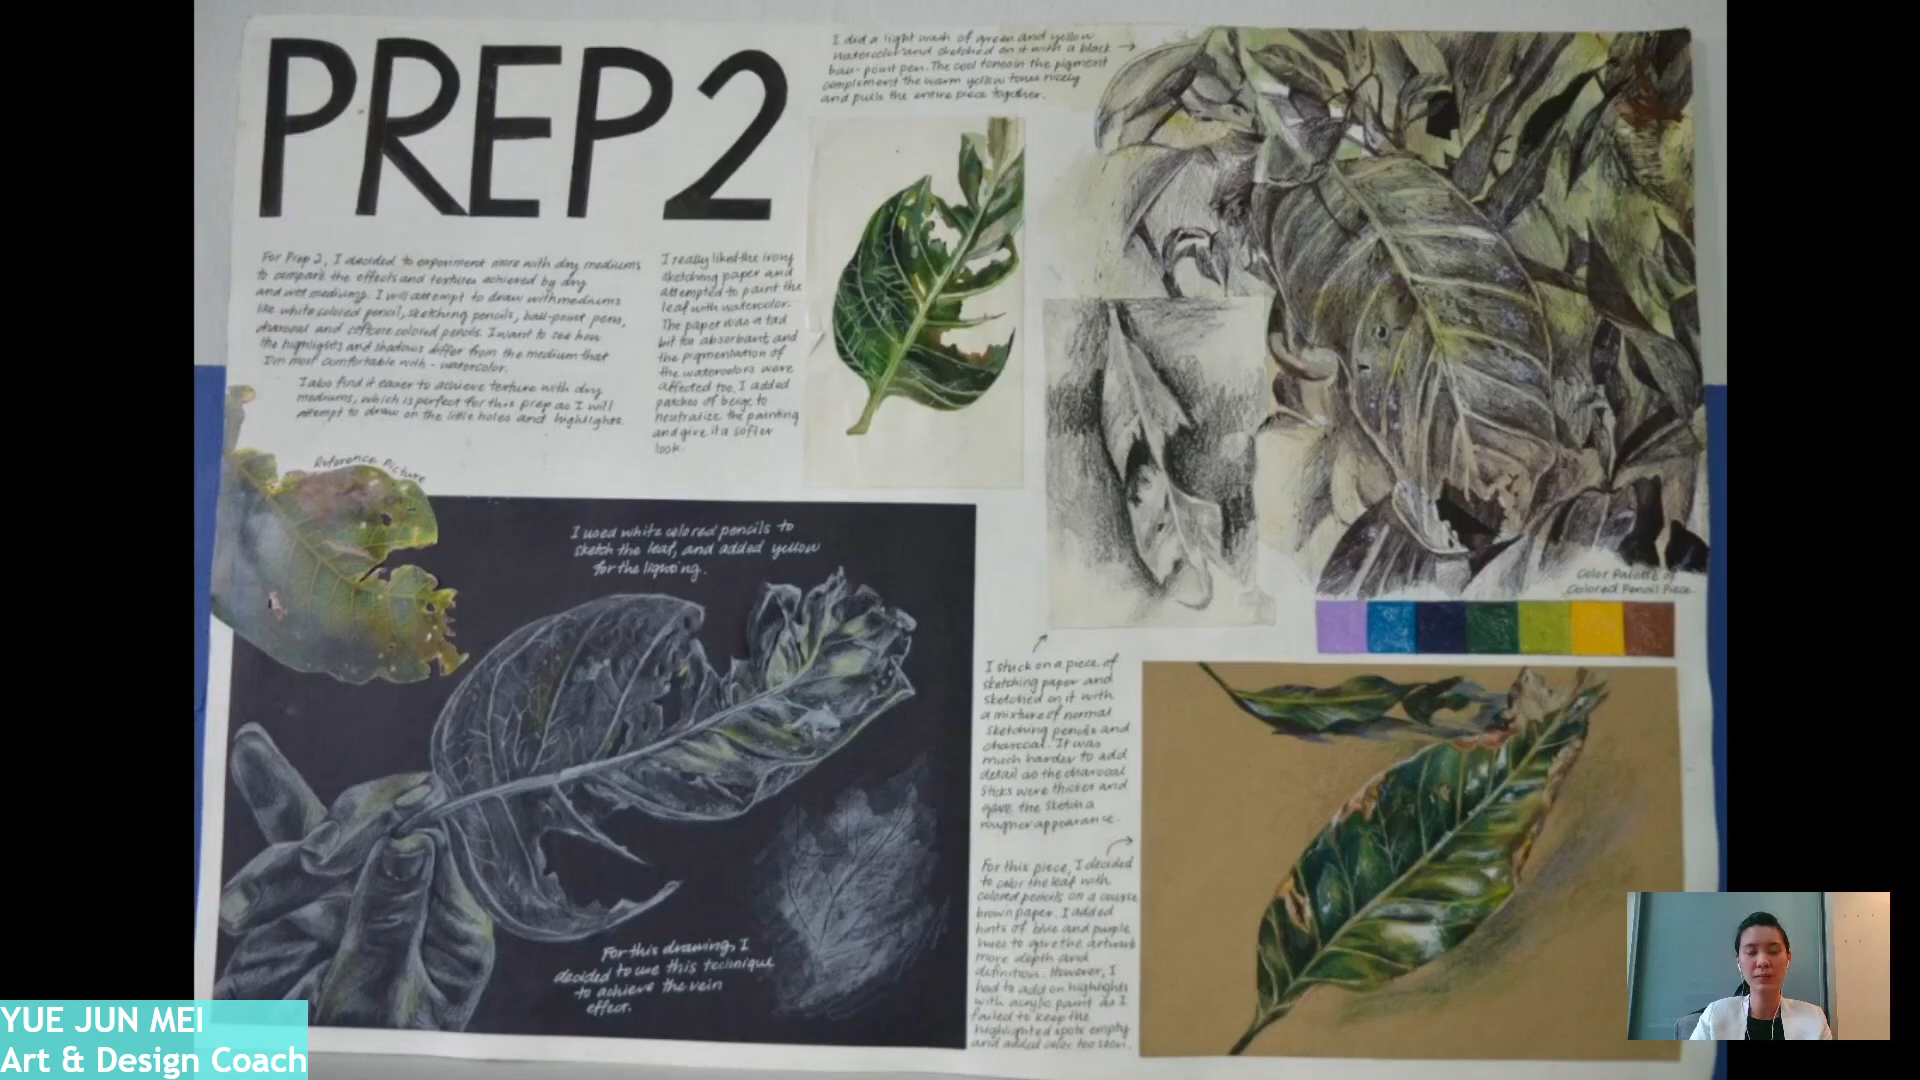 PREP 2
For Prep 2, I decided to experiment more with dry mediums
to compare the effects and textures achieved by dry
and wet mediums. I will attempt to draw with mediums
like white colored pencil, sketching pencils, ball-point pens,
charcoal and softcore colored pencils. I want to see how
the highlights and shadows differ from the medium that
I'm most comfortable with - watercolor.
I also find it easier to achieve texture with dry
mediums, which is perfect for this prep as I will
attempt to draw on the little holes and highlights.
I really liked the ivory
sketching paper and
attempted to paint the
leaf with watercolor.
The paper was a tad
bit too absorbant, and
the pigmentation of
the watercolors were
affected too. I added
patches of beige to
neutralize the painting
and give it a softer
look.
I did a light wash of green and yellow
watercolor and sketched on it with a black
ball-point pen. The cool tones in the pigment
complement the warm yellow tones nicely
and pulls the entire piece together.
Reference Picture
I used white colored pencils to
sketch the leaf, and added yellow
for the
For this drawing, I
decided to use this technique
to achieve the vein
effect.
I stuck on a piece of
sketching paper and
sketched on it with
a mixture of normal
sketching pencils and
charcoal. It was
much harder to add
detail as the charcoal
sticks were thicker and
gave the sketch a
rougher appearance.
For this piece, I decided
to color the leaf with
colored pencils on a course
brown paper. I added
hints of blue and purple
hues to give the artwork
more depth and
definition. However, I
had to add on highlights
with acrylic paint as I
failed to keep the
highlighted spots empty
and added color too soon.
Color Palette of
Colored Pencil Piece
YUE JUN MEI
Art & Design Coach